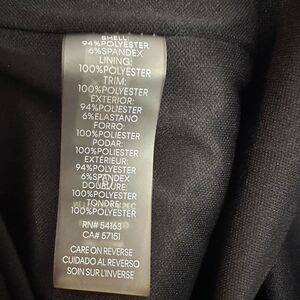 SHELL:
94%POLYESTER
6%SPANDEX
LINING:
100%POLYESTER
TRIM:
100%POLYESTER
EXTERIOR:
94%POLIESTER
6%ELASTANO
FORRO:
100%POLIESTER
PODAR:
100%POLIESTER
EXTÉRIEUR:
94%POLYESTER
6%SPANDEX
DOUBLURE:
100%POLYESTER
TONDRE:
100%POLYESTER
RN# 54163
CA# 57151
CARE ON REVERSE
CUIDADO AL REVERSO
SOIN SUR L'INVERSE